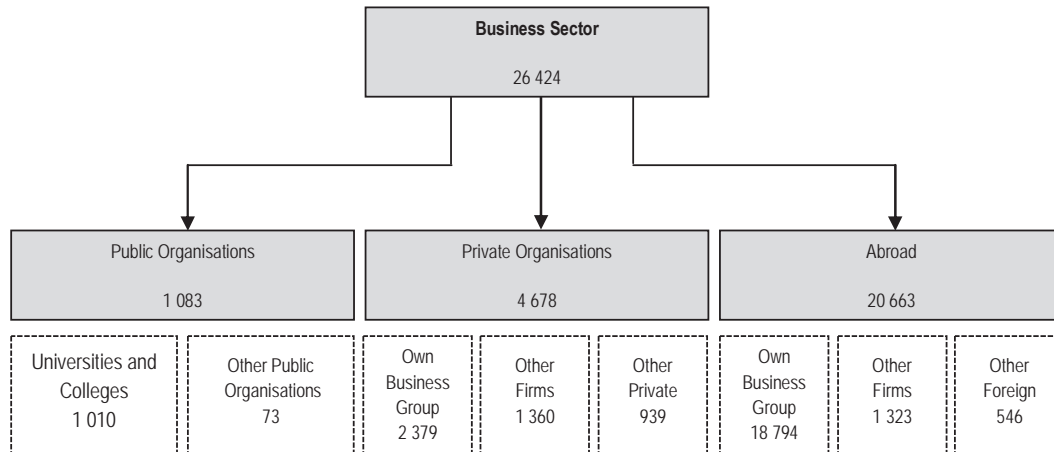 Business Sector
26 424
Public Organisations
1 083
Private Organisations
4 678
Abroad
20 663
Universities and
Colleges
1 010
Other Public
Organisations
73
Own
Business
Group
2 379
Other
Firms
1 360
Other
Private
939
Own
Business
Group
18 794
Other
Firms
1 323
Other
Foreign
546